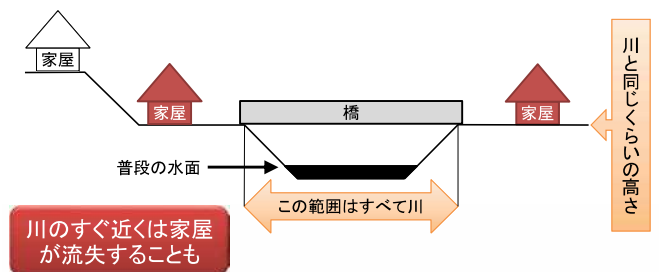 家屋
家屋
橋
家屋
川と同じくらいの高さ
普段の水面
この範囲はすべて川
川のすぐ近くは家屋
が流失することも